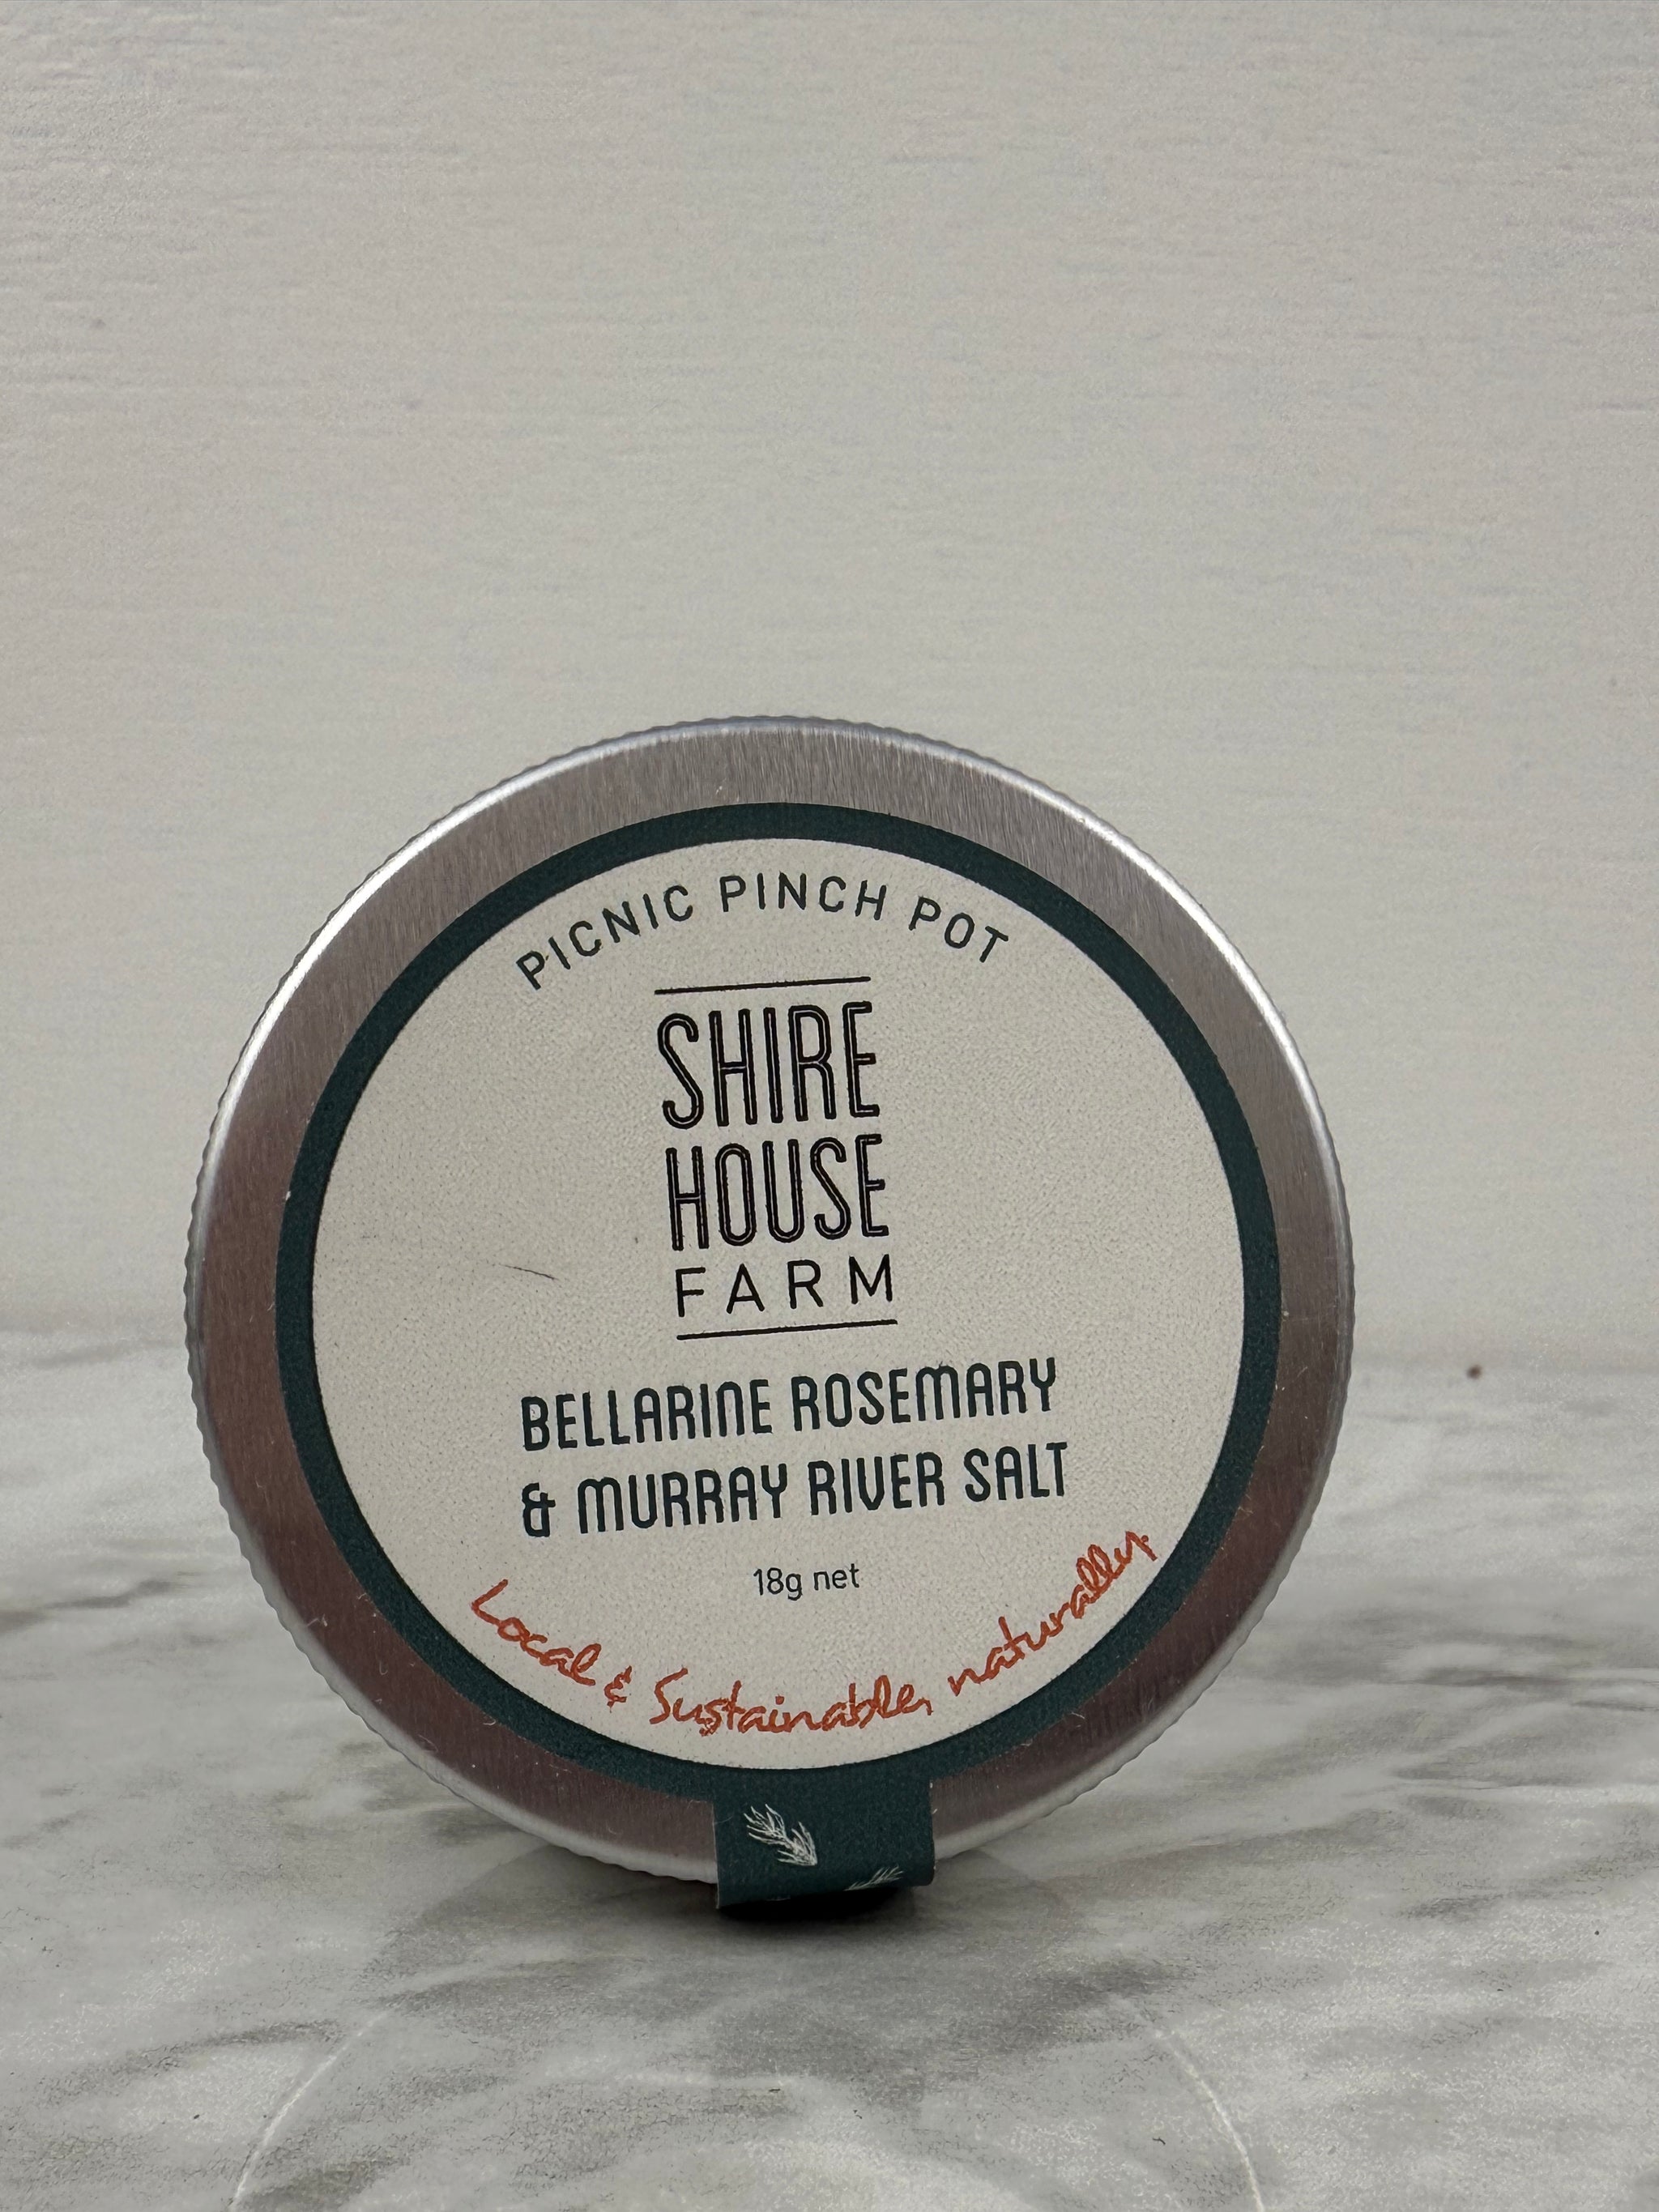 PICNIC PINCH POT
SHIRE
HOUSE
FARM
BELLARINE ROSEMARY
& MURRAY RIVER SALT
18g net
Local & Sustainable, naturally.